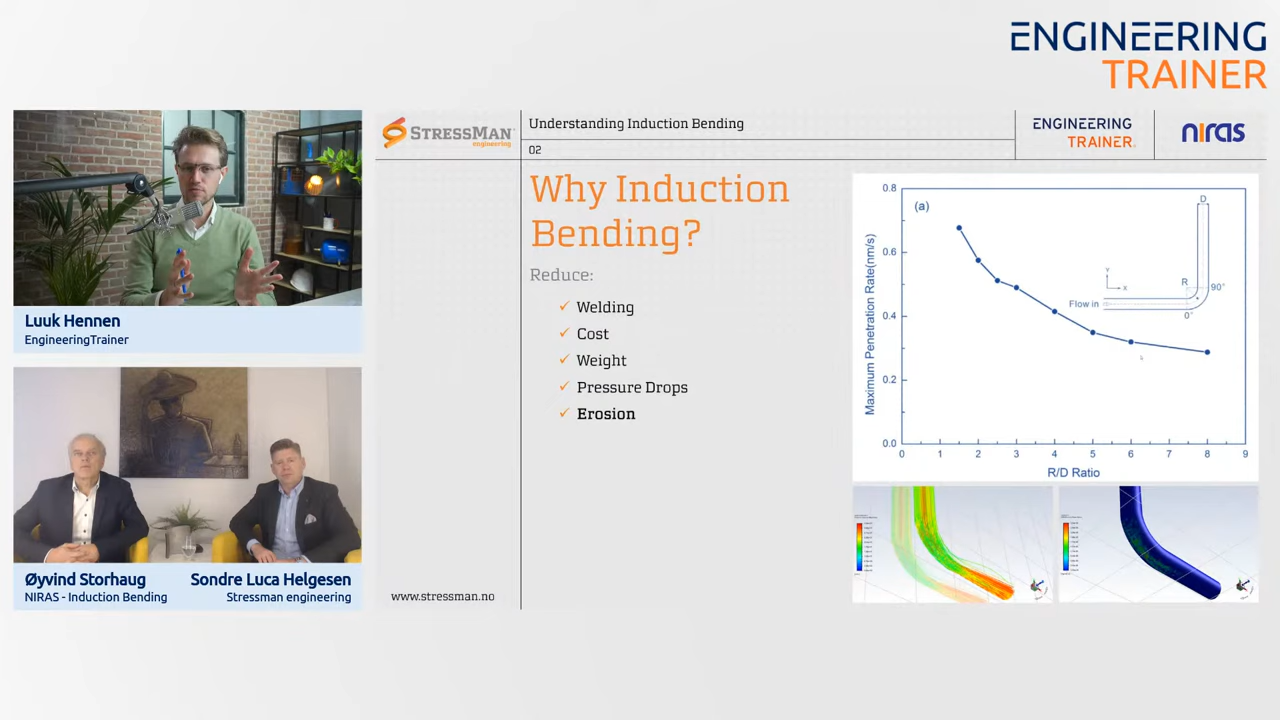 ENGINEERING
TRAINER
Luuk Hennen
EngineeringTrainer
Øyvind Storhaug
NIRAS - Induction Bending
Sondre Luca Helgesen
Stressman engineering
STRESSMAN
engineering
Understanding Induction Bending
02
ENGINEERING
TRAINER
niras
Why Induction
Bending?
Reduce:
✓ Welding
✓ Cost
✓ Weight
✓ Pressure Drops
✓ Erosion
www.stressman.no
(a)
Maximum Penetration Rate(nm/s)
0.8
0.6
0.4
0.2
0.0
0 1 2 3 4 5 6 7 8 9
R/D Ratio
D
R
90°
0°
Flow in
Y
X